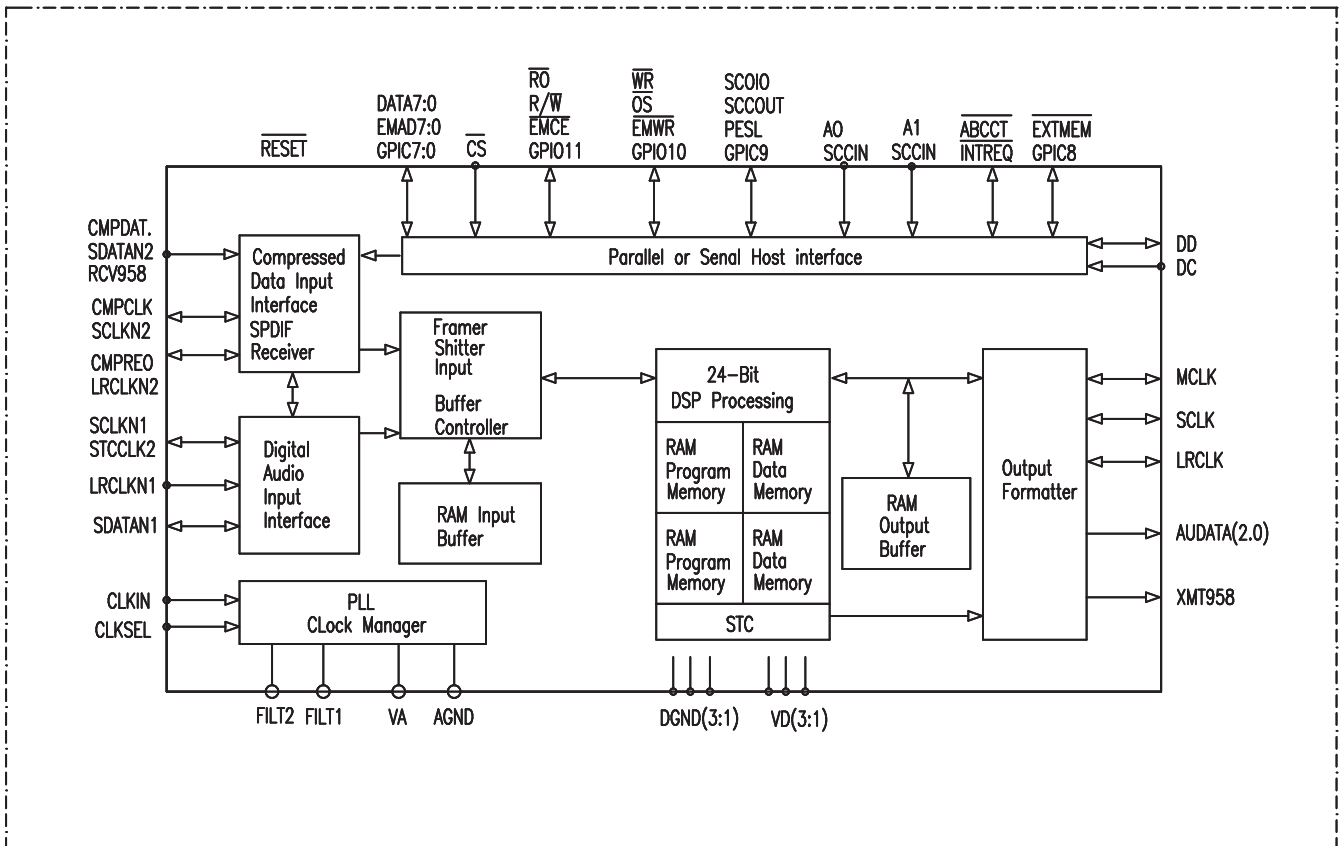 RESET
DATA7:0
EMAD7:0
GPIC7:0
CS
RO
R/W
EMCE
GPIO11
WR
OS
EMWR
GPIO10
SCOIO
SCCOUT
PESL
GPIC9
A0
SCCIN
A1
SCCIN
ABCCT
INTREQ
EXTMEM
GPIC8
CMPDAT.
SDATAN2
RCV958
CMPCLK
SCLKN2
CMPREO
LRCLKN2
SCLKN1
STCCLK2
LRCLKN1
SDATAN1
CLKIN
CLKSEL
Compressed
Data Input
Interface
SPDIF
Receiver
Parallel or Senal Host interface
DD
DC
Framer
Shitter
Input
Buffer
Controller
Digital
Audio
Input
Interface
RAM Input
Buffer
24-Bit
DSP Processing
RAM
Program
Memory
RAM
Data
Memory
RAM
Program
Memory
RAM
Data
Memory
STC
RAM
Output
Buffer
Output
Formatter
MCLK
SCLK
LRCLK
AUDATA(2.0)
XMT958
PLL
CLock Manager
FILT2
FILT1
VA
AGND
DGND(3:1)
VD(3:1)